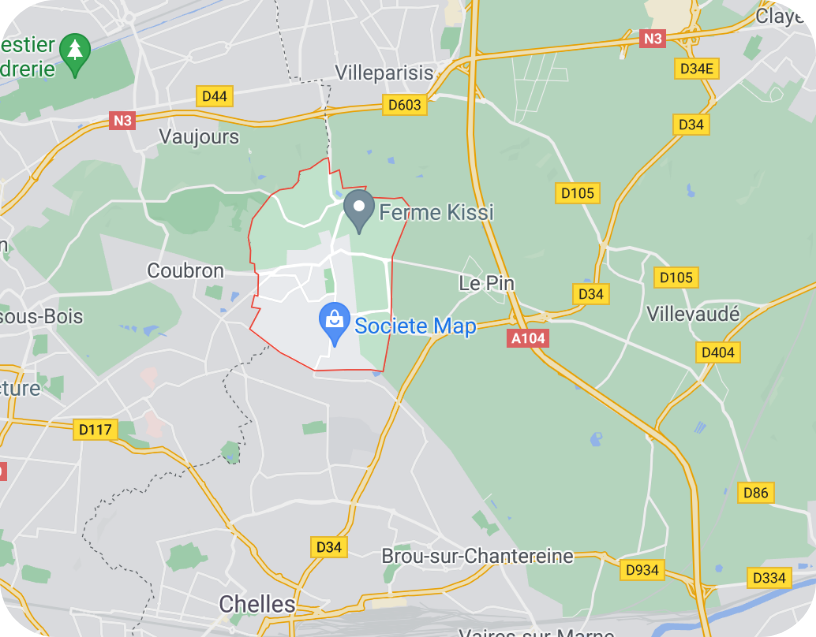 Claye
estier
drerie
N3
D34E
Villeparisis
D44
D603
N3
D34
Vaujours
D105
Ferme Kissi
n
Coubron
Le Pin
D105
D34
sous-Bois
Villevaudé
Societe Map
A104
D404
cture
D117
D86
D34
Brou-sur-Chantereine
D934
D334
Chelles
Vaires-sur-Marne